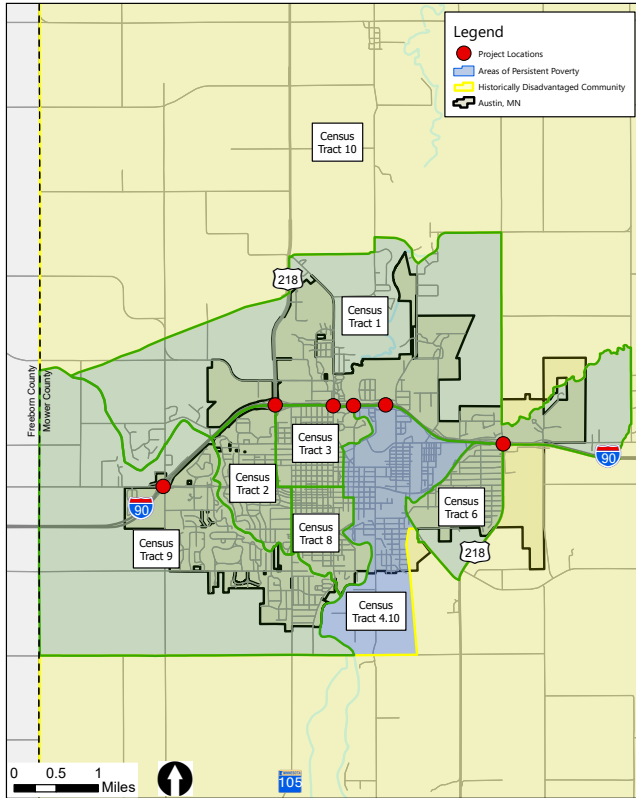 Legend
Project Locations
Areas of Persistent Poverty
Historically Disadvantaged Community
Austin, MN
Census
Tract 10
218
Census
Tract 1
Freeborn County
Mower County
Census
Tract 3
90
Census
Tract 2
90
Census
Tract 6
Census
Tract 8
Census
Tract 9
218
Census
Tract 4.10
0 0.5 1
Miles
105